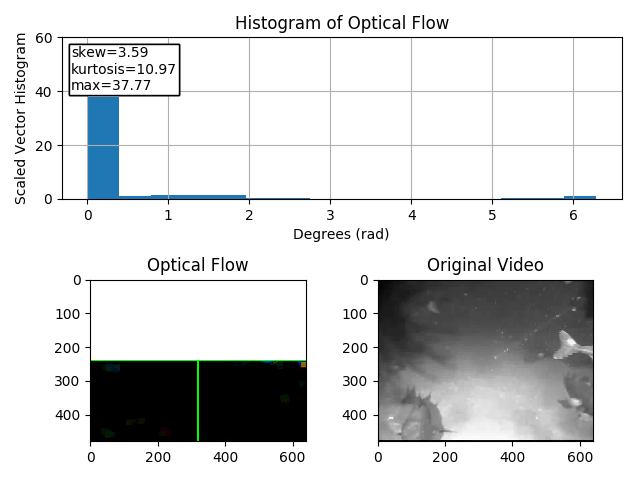 Histogram of Optical Flow
60
40
20
0
Scaled Vector Histogram
skew=3.59
kurtosis=10.97
max=37.77
0 1 2 3 4 5 6
Degrees (rad)
Optical Flow
0
100
200
300
400
0 200 400 600
Original Video
0
100
200
300
400
0 200 400 600